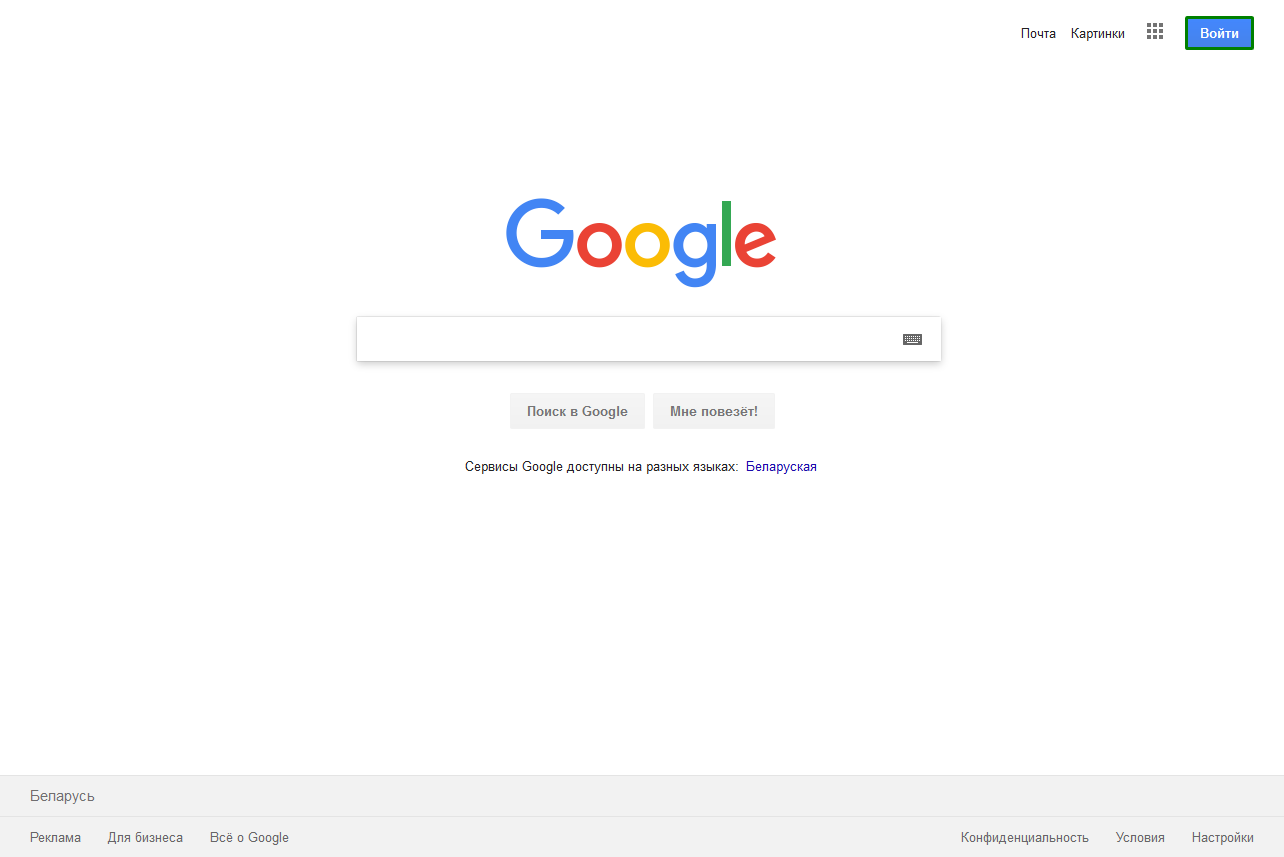 Почта Картинки Войти
Google
Поиск в Google Мне повезёт!
Сервисы Google доступны на разных языках: Беларуская
Беларусь
Реклама Для бизнеса Всё о Google Конфиденциальность Условия Настройки